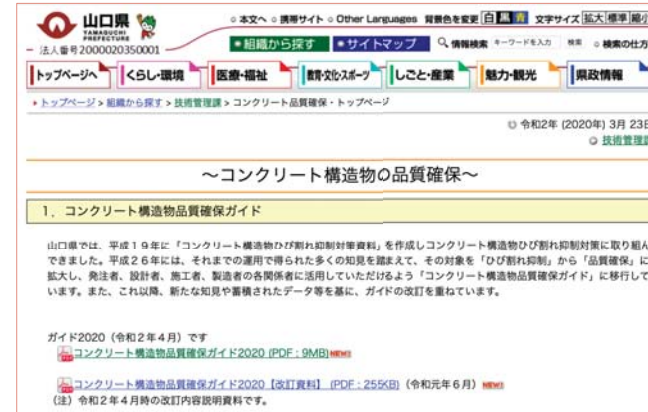 山口県
YAMAGUCHI
PREFECTURE
法人番号2000020350001
本文へ 携帯サイト Other Languages 背景色を変更 白 黒 青 文字サイズ 拡大 標準 縮小
組織から探す サイトマップ 情報検索 キーワードを入力 検索 検索の仕方
トップページへ くらし・環境 医療・福祉 教育・文化・スポーツ しごと・産業 魅力・観光 県政情報
トップページ > 組織から探す > 技術管理課 > コンクリート品質確保・トップページ
令和2年 (2020年) 3月 23日
技術管理課
～コンクリート構造物の品質確保～
1．コンクリート構造物品質確保ガイド
山口県では、平成１９年に「コンクリート構造物ひび割れ抑制対策資料」を作成しコンクリート構造物ひび割れ抑制対策に取り組ん
できました。平成２６年には、それまでの運用で得られた多くの知見を踏まえて、その対象を「ひび割れ抑制」から「品質確保」に
拡大し、発注者、設計者、施工者、製造者の各関係者に活用していただけるよう「コンクリート構造物品質確保ガイド」に移行して
います。また、これ以降、新たな知見や蓄積されたデータ等を基に、ガイドの改訂を重ねています。
ガイド2020（令和２年４月）です
コンクリート構造物品質確保ガイド2020 (PDF : 9MB) NEW!!
コンクリート構造物品質確保ガイド2020【改訂資料】 (PDF : 255KB)（令和元年６月） NEW!!
（注）令和２年４月時の改訂内容説明資料です。